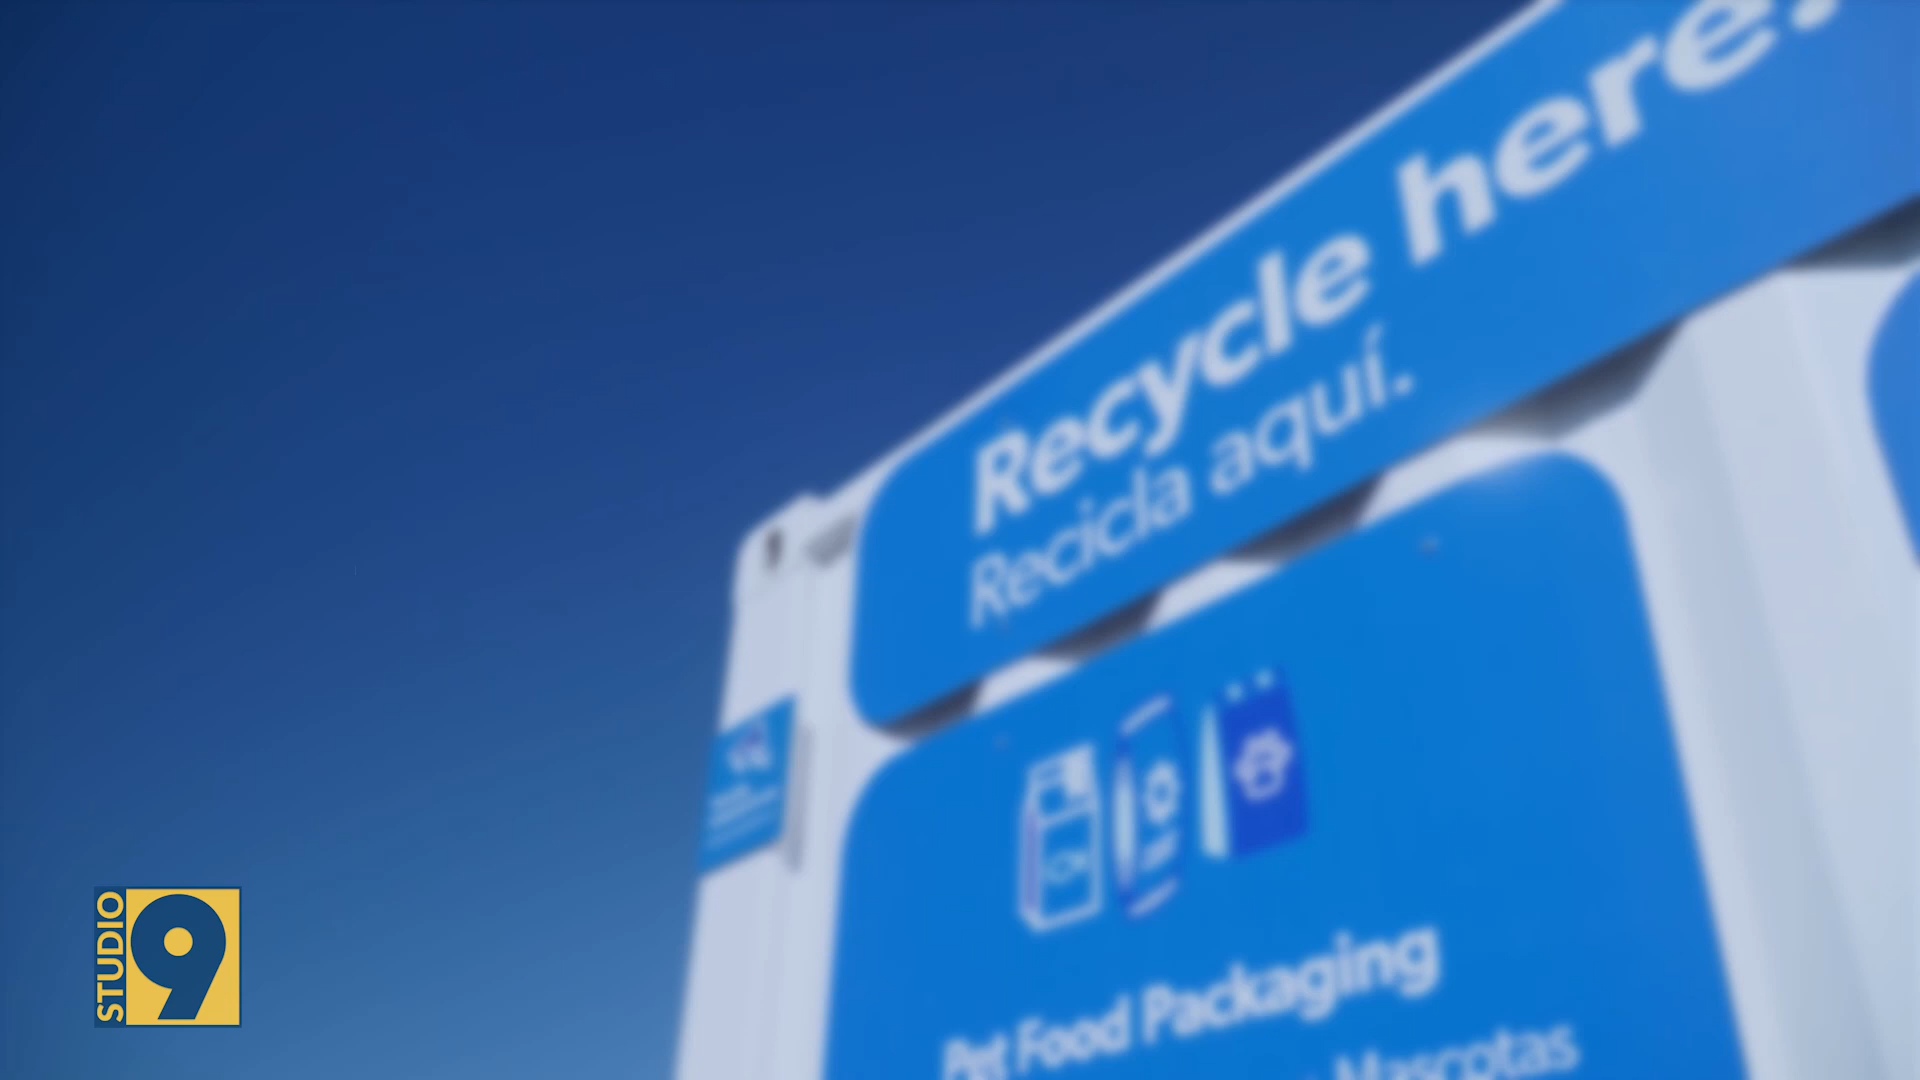 Recycle here.
Recicla aquí.
Pet Food Packaging
Mascotas
STUDIO
9